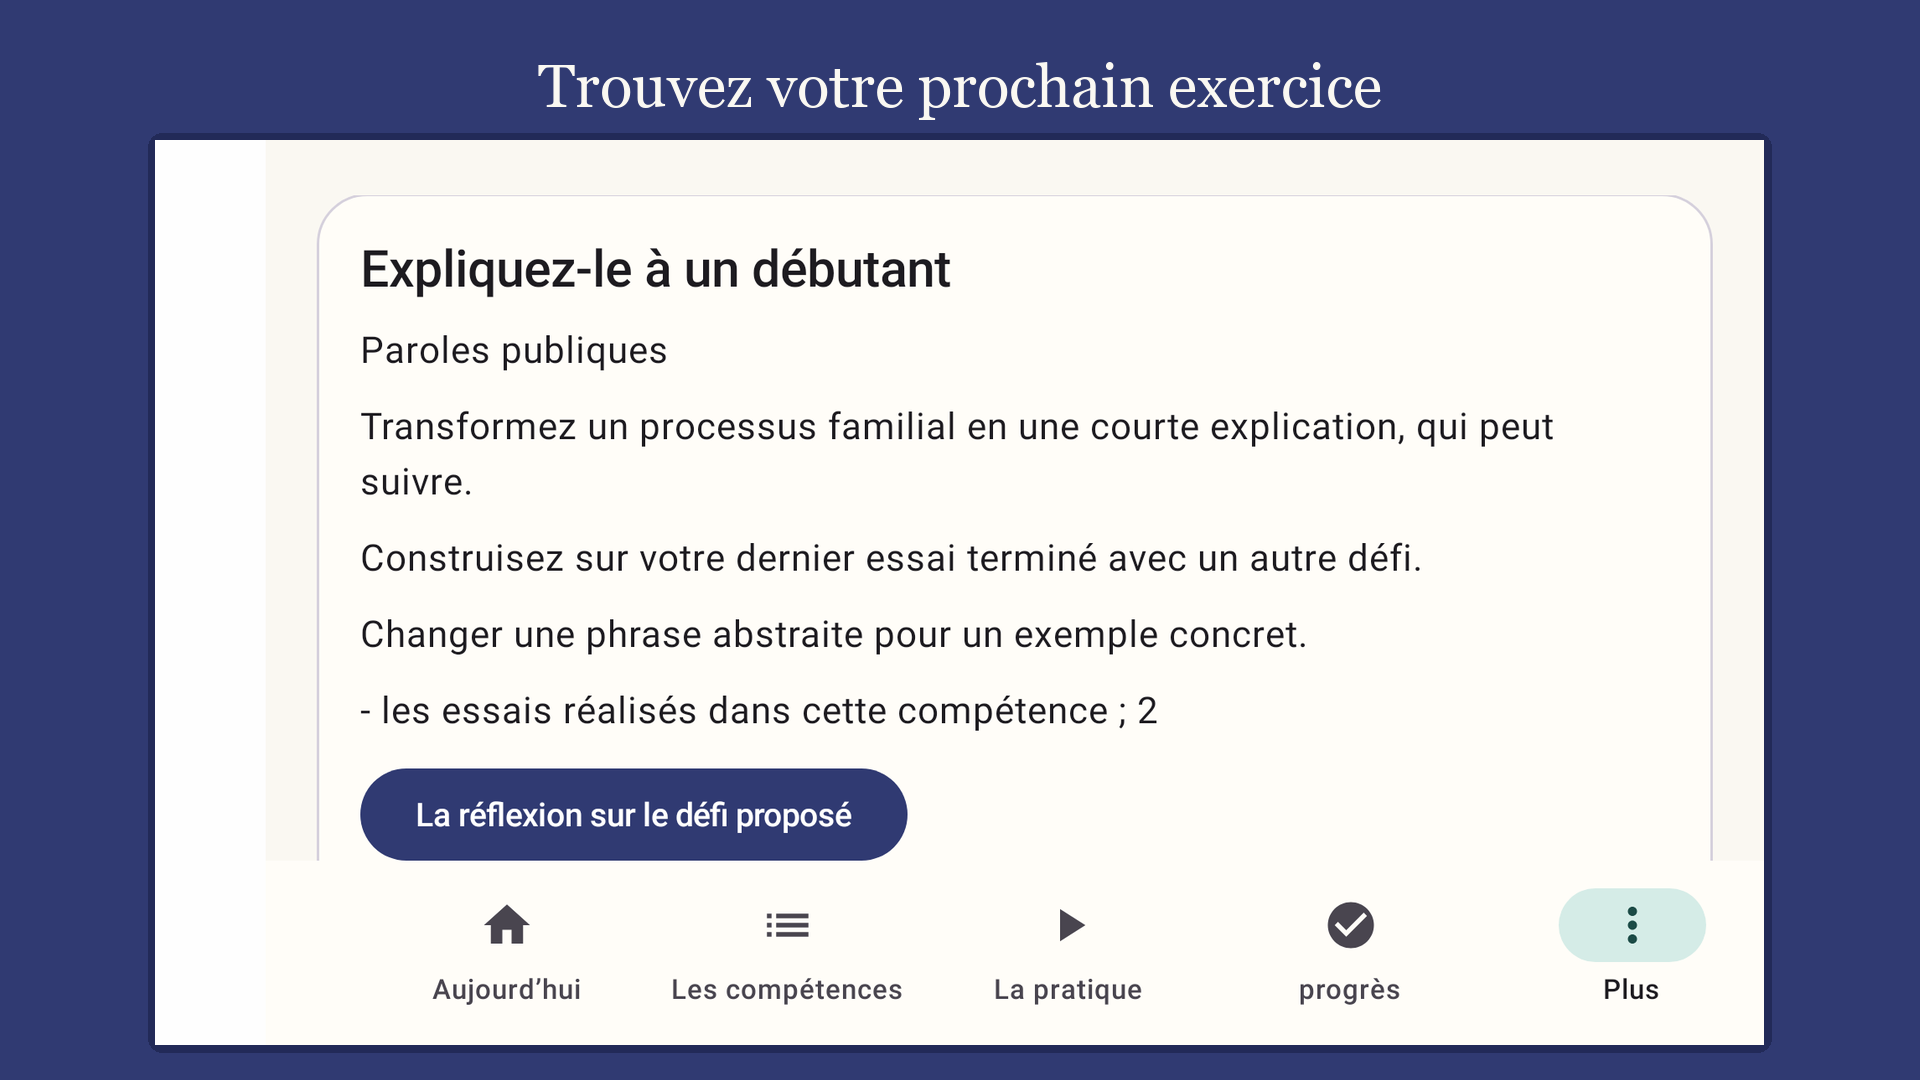 Trouvez votre prochain exercice
Expliquez-le à un débutant
Paroles publiques
Transformez un processus familial en une courte explication, qui peut
suivre.
Construisez sur votre dernier essai terminé avec un autre défi.
Changer une phrase abstraite pour un exemple concret.
- les essais réalisés dans cette compétence ; 2
La réflexion sur le défi proposé
Aujourd’hui
Les compétences
La pratique
progrès
Plus